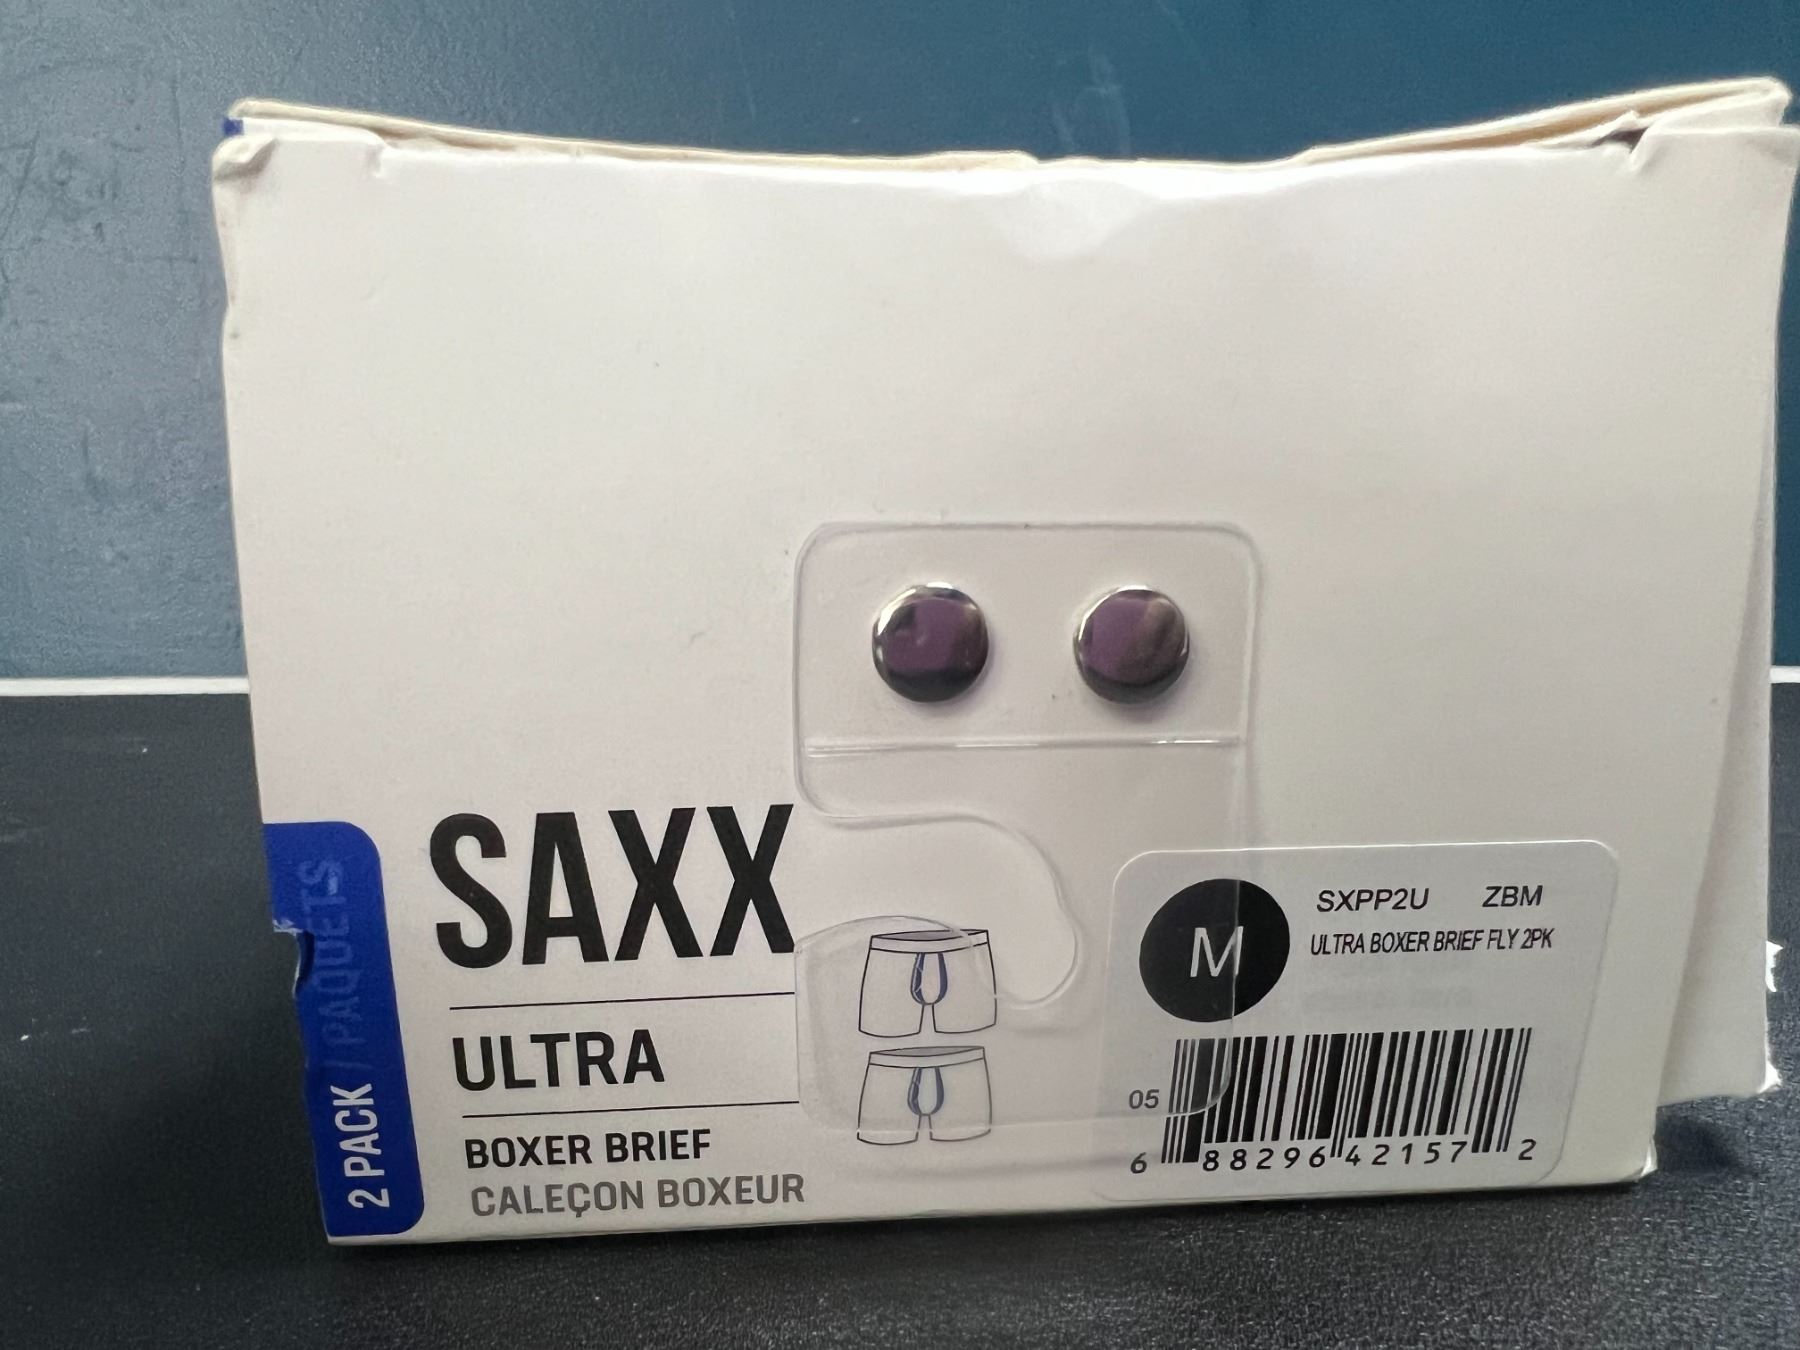 SAXX
ULTRA
BOXER BRIEF
CALEÇON BOXEUR
2 PACK / PAQUETS
M
SXPP2U ZBM
ULTRA BOXER BRIEF FLY 2PK
05
6 88296 42157 2